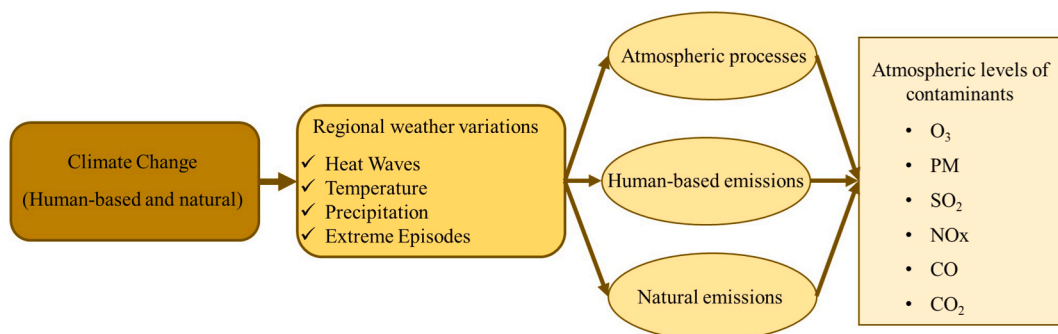 Climate Change
(Human-based and natural)
Regional weather variations
✓ Heat Waves
✓ Temperature
✓ Precipitation
✓ Extreme Episodes
Atmospheric processes
Human-based emissions
Natural emissions
Atmospheric levels of
contaminants
• O₃
• PM
• SO₂
• NOx
• CO
• CO₂